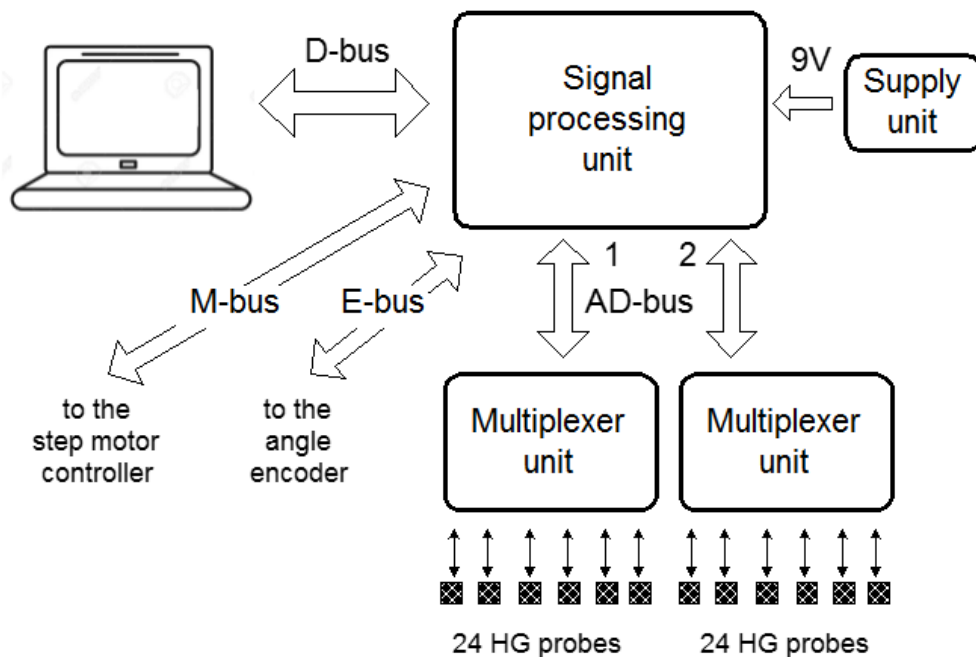 D-bus
Signal
processing
unit
9V
Supply
unit
1
2
M-bus
E-bus
AD-bus
to the
step motor
controller
to the
angle
encoder
Multiplexer
unit
Multiplexer
unit
24 HG probes
24 HG probes